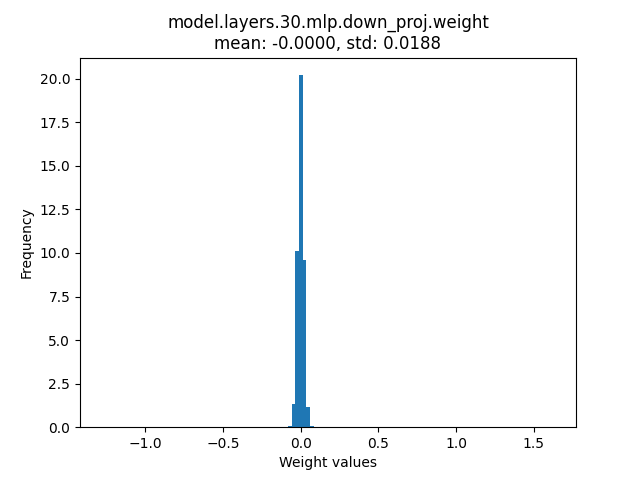 model.layers.30.mlp.down_proj.weight
mean: -0.0000, std: 0.0188
20.0
17.5
15.0
12.5
10.0
7.5
5.0
2.5
0.0
Frequency
−1.0 −0.5 0.0 0.5 1.0 1.5
Weight values